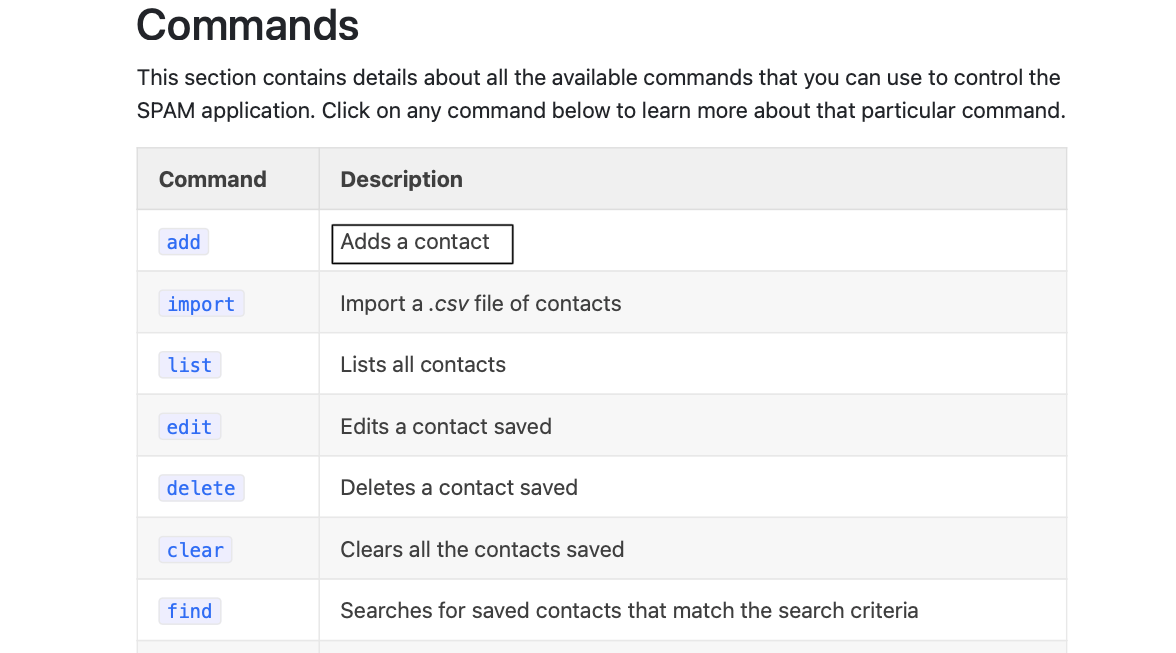 Commands
This section contains details about all the available commands that you can use to control the
SPAM application. Click on any command below to learn more about that particular command.
Command Description
add Adds a contact
import Import a .csv file of contacts
list Lists all contacts
edit Edits a contact saved
delete Deletes a contact saved
clear Clears all the contacts saved
find Searches for saved contacts that match the search criteria